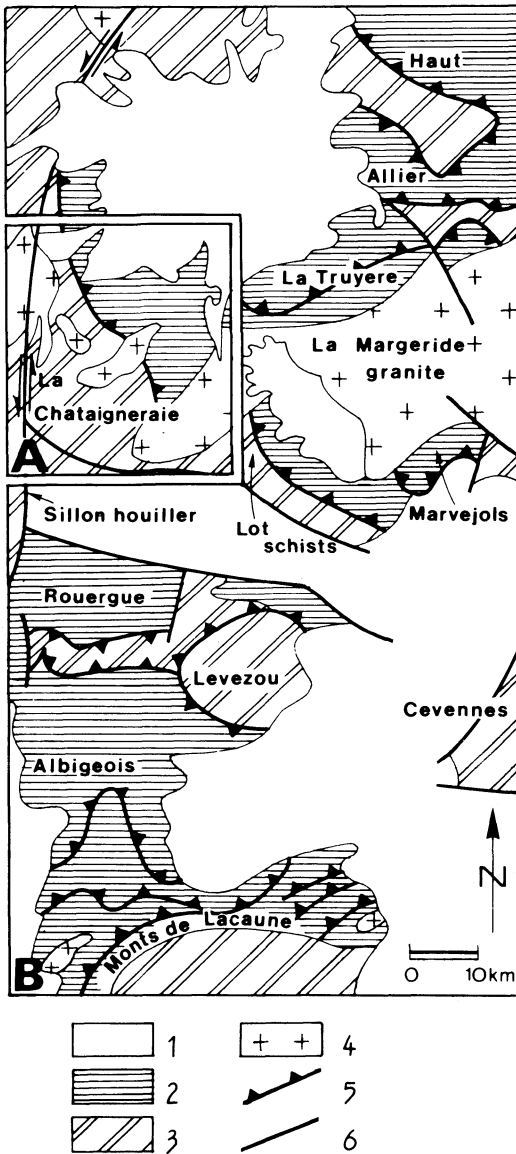 Haut
Allier
La Truyere
La Margeride
granite
La
Chataigneraie
A
Sillon houiller
Lot
schists
Marvejols
Rouergue
Levezou
Cevennes
Albigeois
N
Monts de Lacaune
B
0 10km
1 4
2 5
3 6